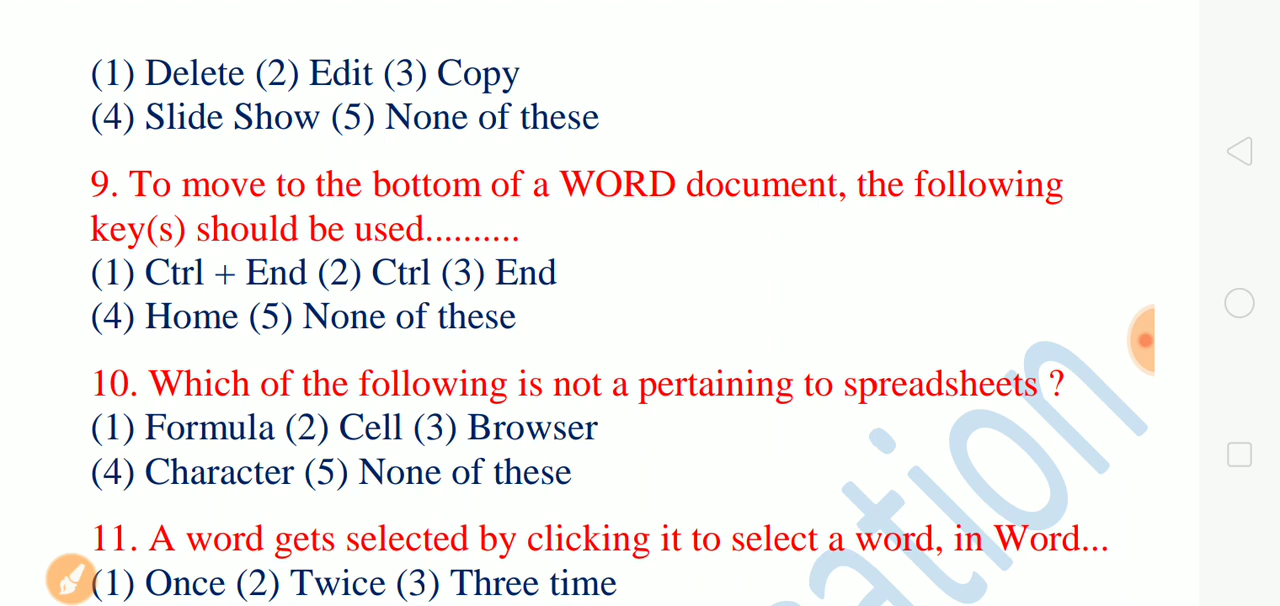 (1) Delete (2) Edit (3) Copy
(4) Slide Show (5) None of these
9. To move to the bottom of a WORD document, the following
key(s) should be used..........
(1) Ctrl + End (2) Ctrl (3) End
(4) Home (5) None of these
10. Which of the following is not a pertaining to spreadsheets ?
(1) Formula (2) Cell (3) Browser
(4) Character (5) None of these
11. A word gets selected by clicking it to select a word, in Word...
(1) Once (2) Twice (3) Three time
ation